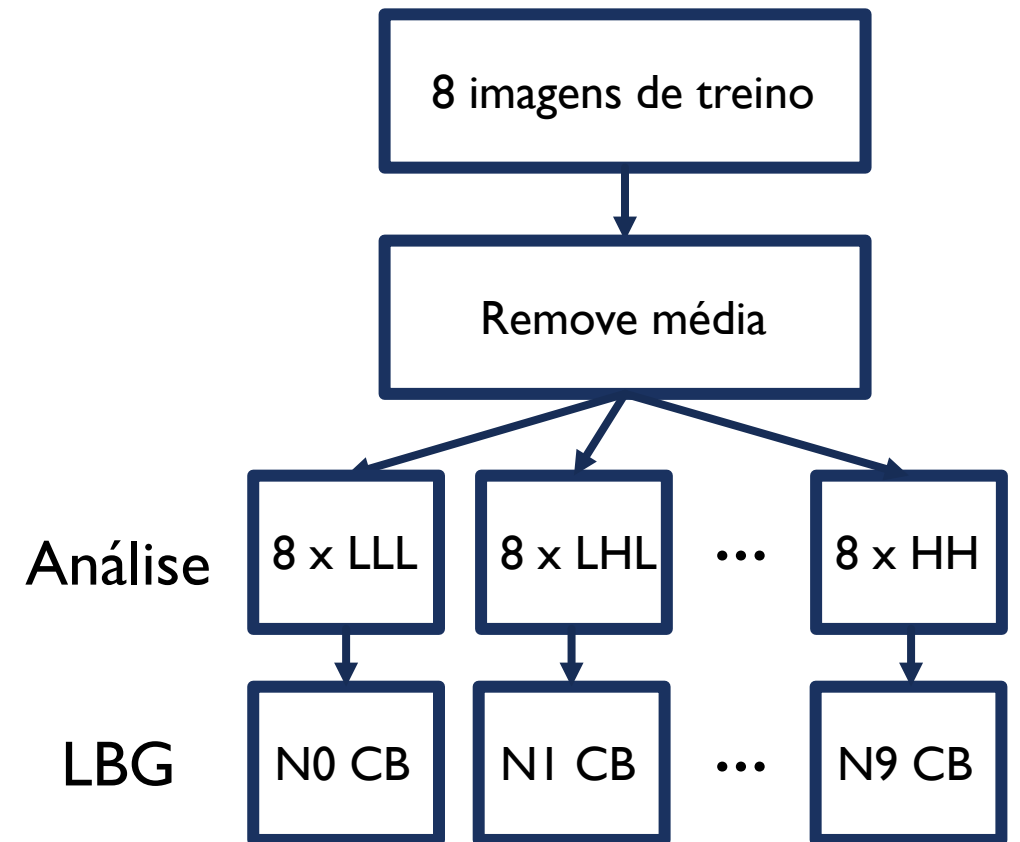 8 imagens de treino
Remove média
Análise 8 x LLL 8 x LHL ... 8 x HH
LBG N0 CB N1 CB ... N9 CB